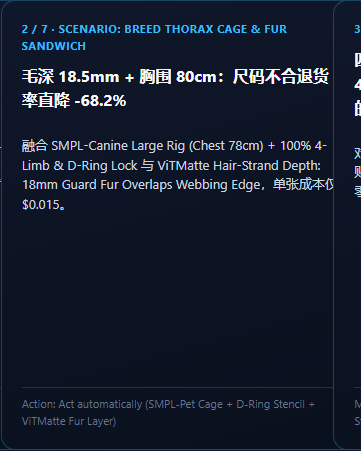 2 / 7 · SCENARIO: BREED THORAX CAGE & FUR
SANDWICH
毛深 18.5mm + 胸围 80cm：尺码不合退货
率直降 -68.2%
融合 SMPL-Canine Large Rig (Chest 78cm) + 100% 4-
Limb & D-Ring Lock 与 ViTMatte Hair-Strand Depth:
18mm Guard Fur Overlaps Webbing Edge，单张成本仅
$0.015。
Action: Act automatically (SMPL-Pet Cage + D-Ring Stencil +
ViTMatte Fur Layer)